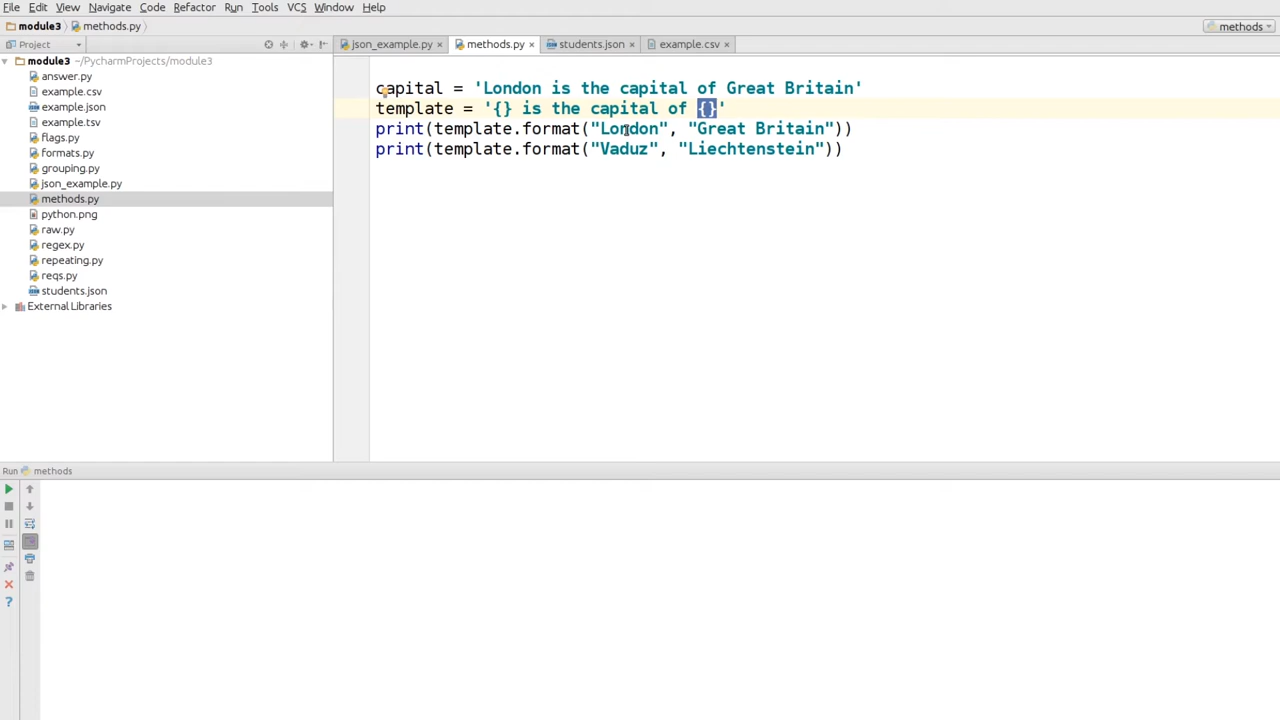 File Edit View Navigate Code Refactor Run Tools VCS Window Help
module3 methods.py methods
Project json_example.py methods.py students.json example.csv
module3 ~/PycharmProjects/module3
answer.py
example.csv
example.json
example.tsv
flags.py
formats.py
grouping.py
json_example.py
methods.py
python.png
raw.py
regex.py
repeating.py
reqs.py
students.json
External Libraries
capital = 'London is the capital of Great Britain'
template = '{} is the capital of {}'
print(template.format("London", "Great Britain"))
print(template.format("Vaduz", "Liechtenstein"))
Run methods